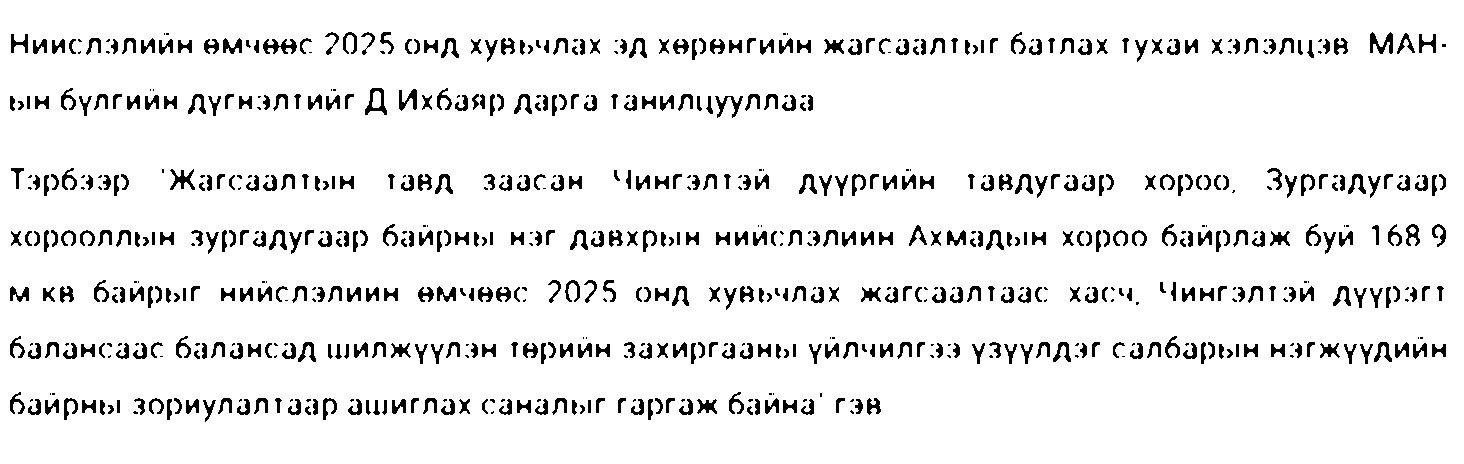 Нийслэлийн өмчөөс 2025 онд хувьчлах эд хөрөнгийн жагсаалтыг батлах тухай хэлэлцэв. МАН-
ын бүлгийн дүгнэлтийг Д.Ихбаяр дарга танилцууллаа.
Тэрбээр "Жагсаалтын тавд заасан Чингэлтэй дүүргийн тавдугаар хороо, Зургадугаар
хорооллын зургадугаар байрны нэг давхрын нийслэлийн Ахмадын хороо байрлаж буй 168.9
м.кв байрыг нийслэлийн өмчөөс 2025 онд хувьчлах жагсаалтаас хасч, Чингэлтэй дүүрэгт
балансаас балансад шилжүүлэн төрийн захиргааны үйлчилгээ үзүүлдэг салбарын нэгжүүдийн
байрны зориулалтаар ашиглах саналыг гаргаж байна" гэв.